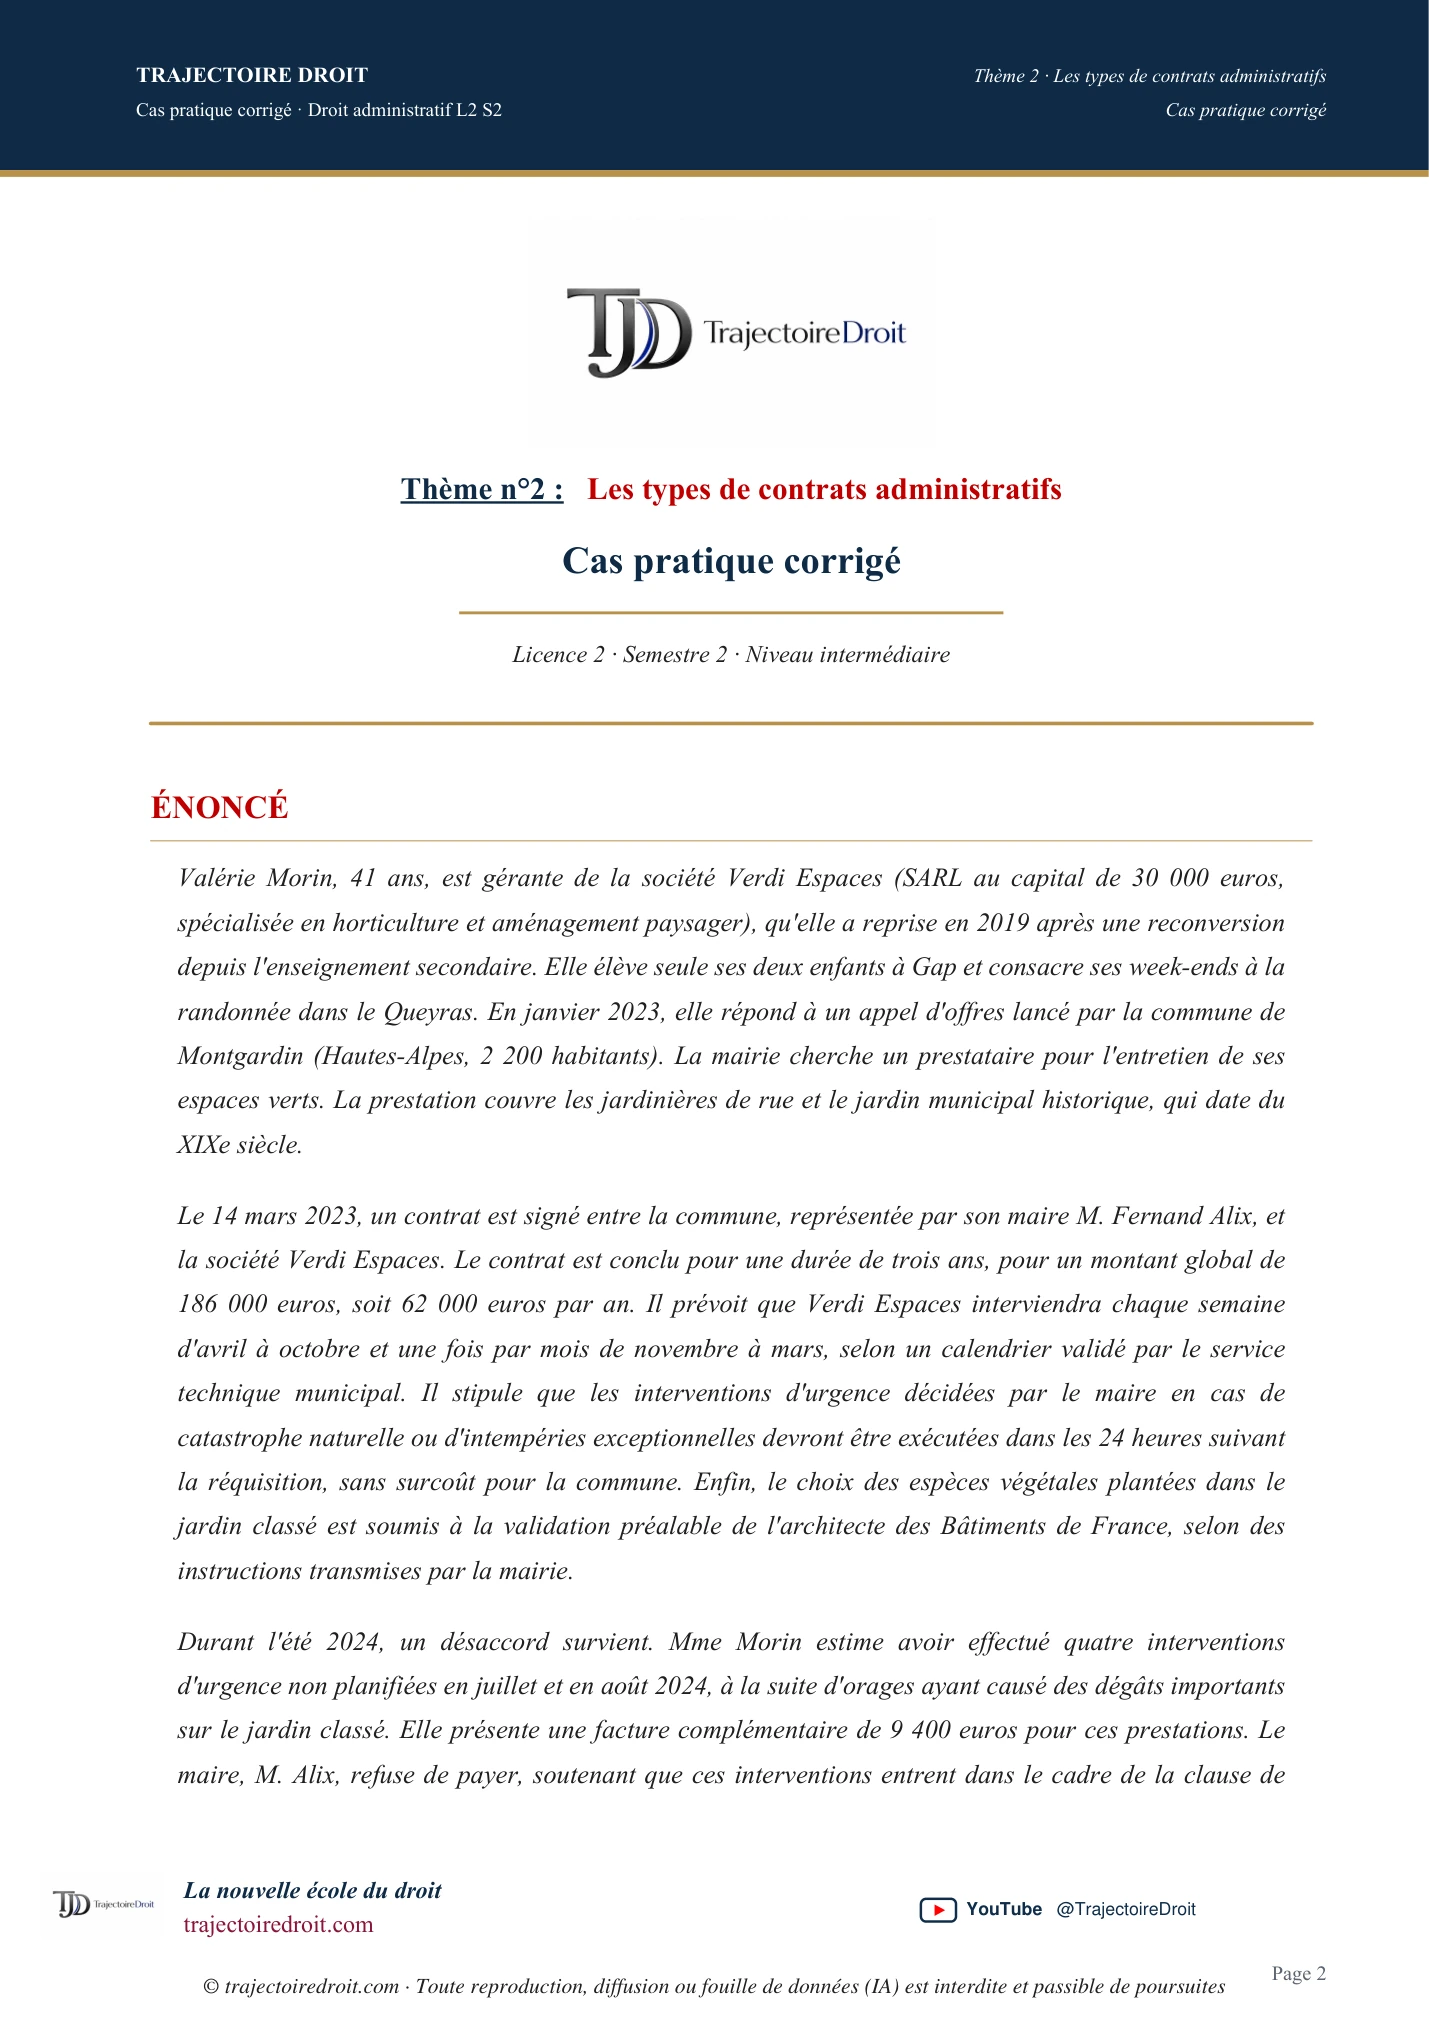 TRAJECTOIRE DROIT
Cas pratique corrigé · Droit administratif L2 S2
Thème 2 · Les types de contrats administratifs
Cas pratique corrigé
TJD TrajectoireDroit
Thème n°2 : Les types de contrats administratifs
Cas pratique corrigé
Licence 2 · Semestre 2 · Niveau intermédiaire
ÉNONCÉ
Valérie Morin, 41 ans, est gérante de la société Verdi Espaces (SARL au capital de 30 000 euros,
spécialisée en horticulture et aménagement paysager), qu'elle a reprise en 2019 après une reconversion
depuis l'enseignement secondaire. Elle élève seule ses deux enfants à Gap et consacre ses week-ends à la
randonnée dans le Queyras. En janvier 2023, elle répond à un appel d'offres lancé par la commune de
Montgardin (Hautes-Alpes, 2 200 habitants). La mairie cherche un prestataire pour l'entretien de ses
espaces verts. La prestation couvre les jardinières de rue et le jardin municipal historique, qui date du
XIXe siècle.
Le 14 mars 2023, un contrat est signé entre la commune, représentée par son maire M. Fernand Alix, et
la société Verdi Espaces. Le contrat est conclu pour une durée de trois ans, pour un montant global de
186 000 euros, soit 62 000 euros par an. Il prévoit que Verdi Espaces interviendra chaque semaine
d'avril à octobre et une fois par mois de novembre à mars, selon un calendrier validé par le service
technique municipal. Il stipule que les interventions d'urgence décidées par le maire en cas de
catastrophe naturelle ou d'intempéries exceptionnelles devront être exécutées dans les 24 heures suivant
la réquisition, sans surcoût pour la commune. Enfin, le choix des espèces végétales plantées dans le
jardin classé est soumis à la validation préalable de l'architecte des Bâtiments de France, selon des
instructions transmises par la mairie.
Durant l'été 2024, un désaccord survient. Mme Morin estime avoir effectué quatre interventions
d'urgence non planifiées en juillet et en août 2024, à la suite d'orages ayant causé des dégâts importants
sur le jardin classé. Elle présente une facture complémentaire de 9 400 euros pour ces prestations. Le
maire, M. Alix, refuse de payer, soutenant que ces interventions entrent dans le cadre de la clause de
TJD TrajectoireDroit
La nouvelle école du droit
trajectoiredroit.com
YouTube @TrajectoireDroit
© trajectoiredroit.com · Toute reproduction, diffusion ou fouille de données (IA) est interdite et passible de poursuites
Page 2